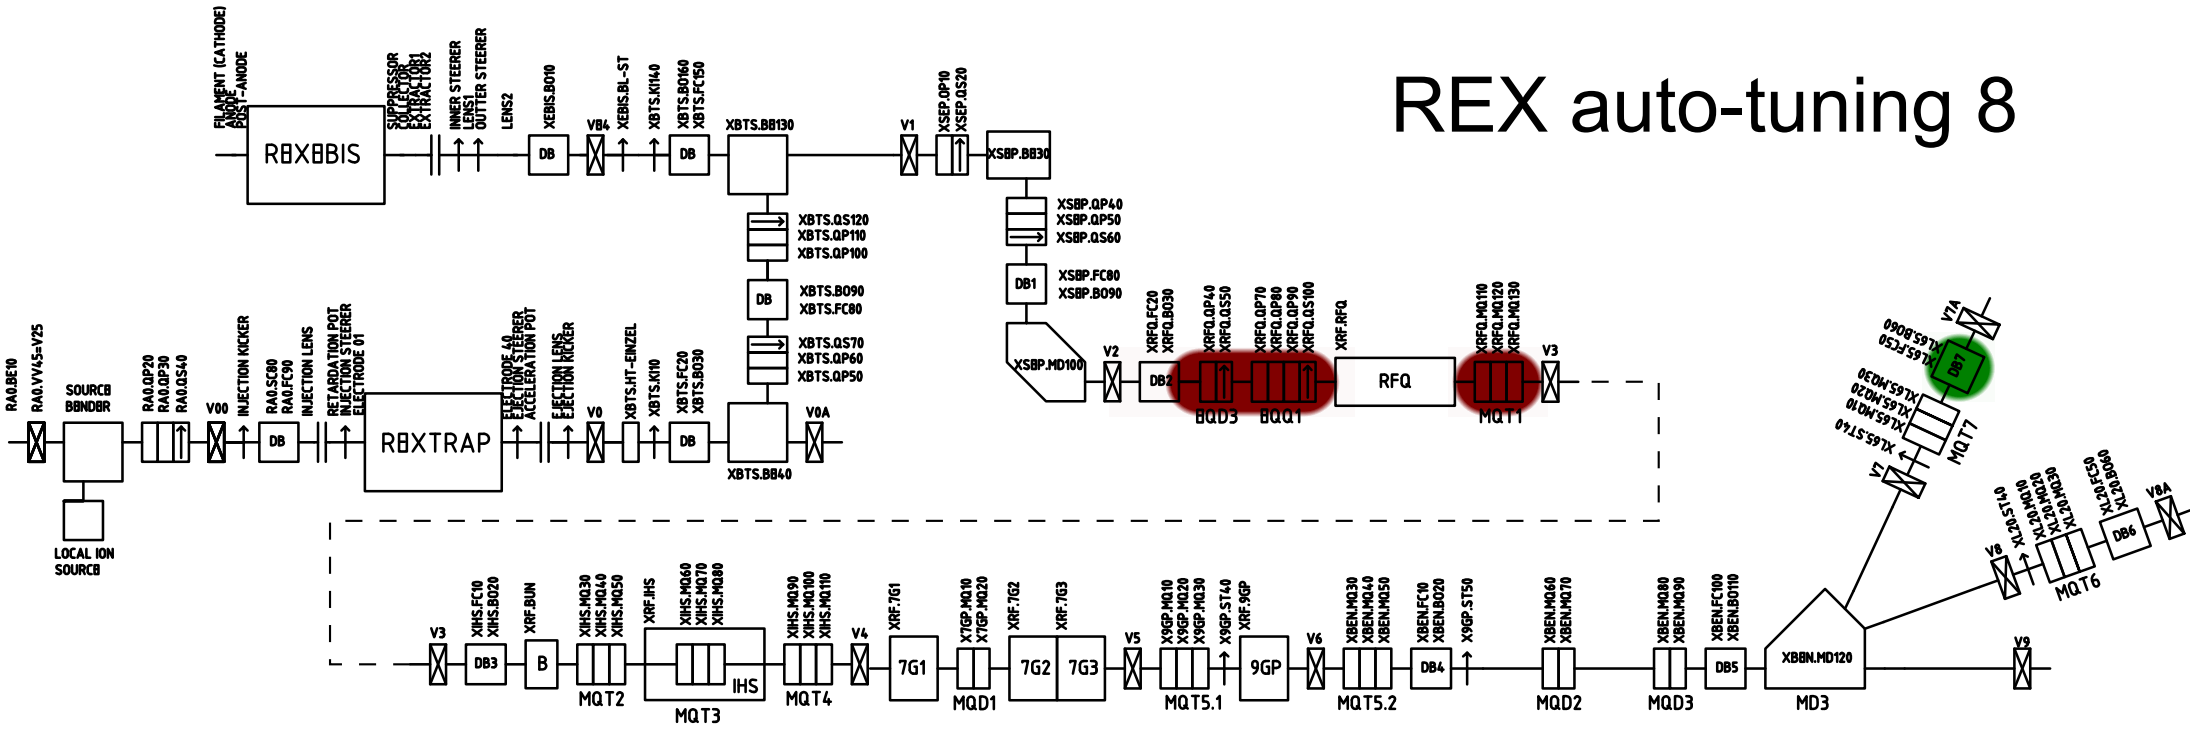 REX auto-tuning 8
FILAMENT (CATHODE)
ANODE
POST-ANODE
REXEBIS
SUPPRESSOR
COLLECTOR
EXTRACTOR1
EXTRACTOR2
INNER STEERER
LENS1
OUTTER STEERER
LENS2
XEBIS.BO10
DB
VB4
XEBIS.BL-ST
XBTS.KI140
XBTS.BO160
XBTS.FC150
DB
XBTS.BB130
V1
XSEP.QP10
XSEP.QS20
XSEP.BB30
XBTS.QS120
XBTS.QP110
XBTS.QP100
DB
XBTS.BO90
XBTS.FC80
XBTS.QS70
XBTS.QP60
XBTS.QP50
XBTS.BB40
XSEP.QP40
XSEP.QP50
XSEP.QS60
DB1
XSEP.FC80
XSEP.BO90
XSEP.MD100
V2
XRFQ.FC20
XRFQ.BO30
DB2
XRFQ.QP40
XRFQ.QS50
BQD3
XRFQ.QP70
XRFQ.QP80
XRFQ.QP90
XRFQ.QS100
BQQ1
XRF.RFQ
RFQ
XRFQ.MQ110
XRFQ.MQ120
XRFQ.MQ130
MQT1
V3
RA0.BE10
RA0.VV45=V25
SOURCE
BENDER
LOCAL ION
SOURCE
RA0.QP20
RA0.QP30
RA0.QS40
V00
INJECTION KICKER
RA0.SC80
RA0.FC90
DB
INJECTION LENS
RETARDATION POT
INJECTION STEERER
ELECTRODE 01
REXTRAP
ELECTRODE 40
EJECTION STEERER
ACCELERATION POT
EJECTION LENS
EJECTION KICKER
V0
XBTS.HT-EINZEL
XBTS.KI10
XBTS.FC20
XBTS.BO30
DB
V0A
V7A
XL65.BO60
XL65.FC50
DB7
XL65.MQ30
XL65.MQ20
XL65.MQ10
XL65.ST40
MQT7
V7
V8
XL20.ST40
XL20.MQ10
XL20.MQ20
XL20.MQ30
MQT6
XL20.FC50
XL20.BO60
DB6
V8A
V3
XIHS.FC10
XIHS.BO20
DB3
XRF.BUN
B
XIHS.MQ30
XIHS.MQ40
XIHS.MQ50
MQT2
XRF.IHS
XIHS.MQ60
XIHS.MQ70
XIHS.MQ80
IHS
MQT3
XIHS.MQ90
XIHS.MQ100
XIHS.MQ110
MQT4
V4
XRF.7G1
7G1
X7GP.MQ10
X7GP.MQ20
MQD1
XRF.7G2
7G2
XRF.7G3
7G3
V5
X9GP.MQ10
X9GP.MQ20
X9GP.MQ30
MQT5.1
X9GP.ST40
XRF.9GP
9GP
V6
XBEN.MQ30
XBEN.MQ40
XBEN.MQ50
MQT5.2
XBEN.FC10
XBEN.BO20
DB4
X9GP.ST50
XBEN.MQ60
XBEN.MQ70
MQD2
XBEN.MQ80
XBEN.MQ90
MQD3
XBEN.FC100
XBEN.BO110
DB5
XBEN.MD120
MD3
V9